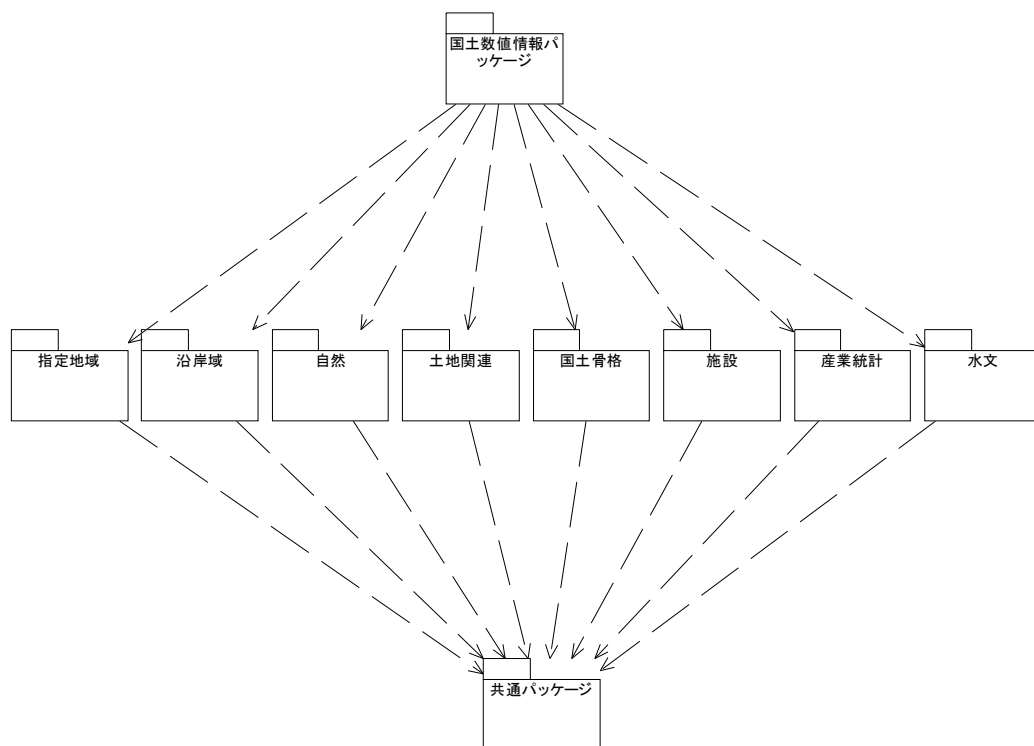 国土数値情報パ
ッケージ
指定地域
沿岸域
自然
土地関連
国土骨格
施設
産業統計
水文
共通パッケージ